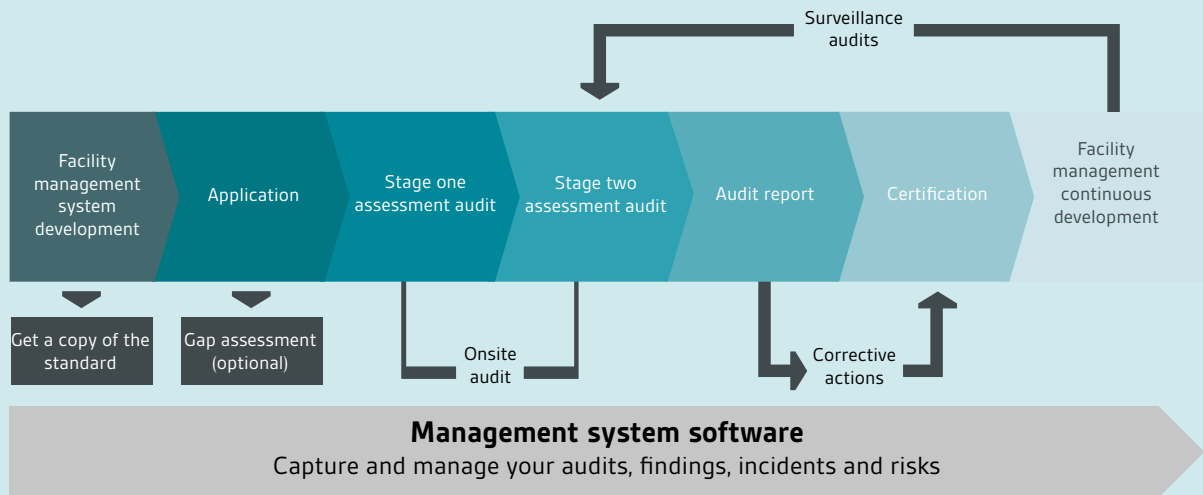 Surveillance
audits
Facility
management
system
development
Application
Stage one
assessment audit
Stage two
assessment audit
Audit report
Certification
Facility
management
continuous
development
Get a copy of the
standard
Gap assessment
(optional)
Onsite
audit
Corrective
actions
Management system software
Capture and manage your audits, findings, incidents and risks